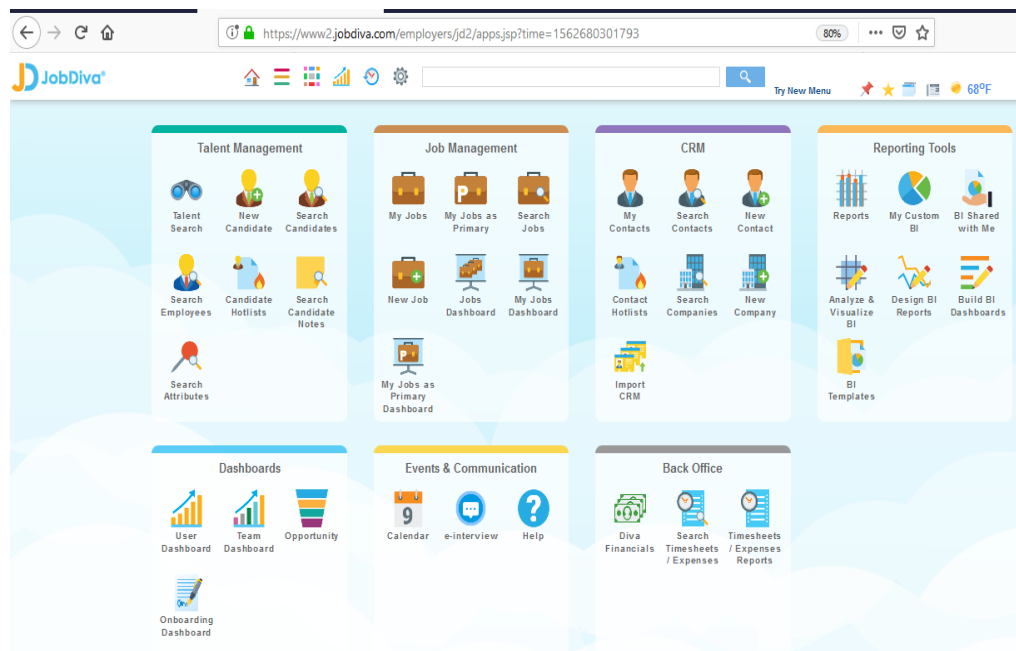 https://www2.jobdiva.com/employers/jd2/apps.jsp?time=1562680301793
80%
JobDiva®
Try New Menu
68°F
Talent Management
Talent Search
New Candidate
Search Candidates
Search Employees
Candidate Hotlists
Search Candidate Notes
Search Attributes
Job Management
My Jobs
P
My Jobs as Primary
Search Jobs
New Job
Jobs Dashboard
My Jobs Dashboard
P
My Jobs as Primary Dashboard
CRM
My Contacts
Search Contacts
New Contact
Contact Hotlists
Search Companies
New Company
Import CRM
Reporting Tools
Reports
My Custom BI
BI Shared with Me
Analyze & Visualize BI
Design BI Reports
Build BI Dashboards
BI Templates
Dashboards
User Dashboard
Team Dashboard
Opportunity
Onboarding Dashboard
Events & Communication
9
Calendar
e-interview
?
Help
Back Office
Diva Financials
Search Timesheets / Expenses
Timesheets / Expenses Reports